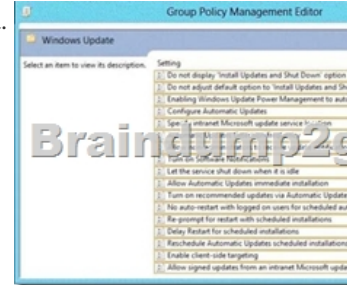 Group Policy Management Editor
Windows Update
Select an item to view its description.
Setting
Do not display 'Install Updates and Shut Down' option
Do not adjust default option to 'Install Updates and Sh
Enabling Windows Update Power Management to auto
Configure Automatic Updates
Specify intranet Microsoft update service location
Braindump2g
Turn on Software Notifications
Let the service shut down when it is idle
Allow Automatic Updates immediate installation
Turn on recommended updates via Automatic Update
No auto-restart with logged on users for scheduled aut
Re-prompt for restart with scheduled installations
Delay Restart for scheduled installations
Reschedule Automatic Updates scheduled installations
Enable client-side targeting
Allow signed updates from an intranet Microsoft upda